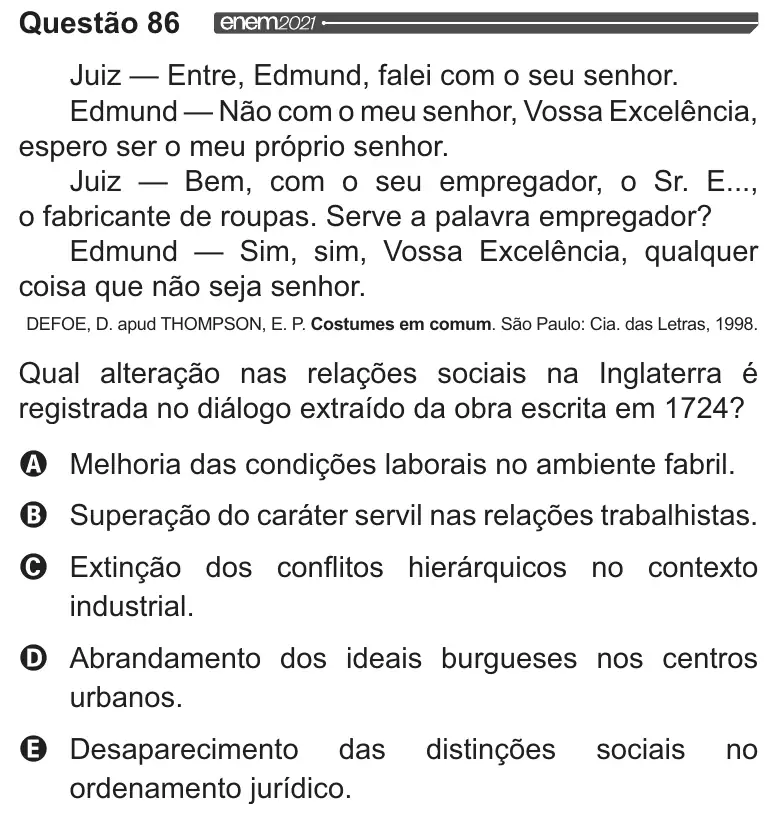 Questão 86 enem2021
Juiz — Entre, Edmund, falei com o seu senhor.
Edmund — Não com o meu senhor, Vossa Excelência,
espero ser o meu próprio senhor.
Juiz — Bem, com o seu empregador, o Sr. E...,
o fabricante de roupas. Serve a palavra empregador?
Edmund — Sim, sim, Vossa Excelência, qualquer
coisa que não seja senhor.
DEFOE, D. apud THOMPSON, E. P. Costumes em comum. São Paulo: Cia. das Letras, 1998.
Qual alteração nas relações sociais na Inglaterra é
registrada no diálogo extraído da obra escrita em 1724?
A Melhoria das condições laborais no ambiente fabril.
B Superação do caráter servil nas relações trabalhistas.
C Extinção dos conflitos hierárquicos no contexto
industrial.
D Abrandamento dos ideais burgueses nos centros
urbanos.
E Desaparecimento das distinções sociais no
ordenamento jurídico.